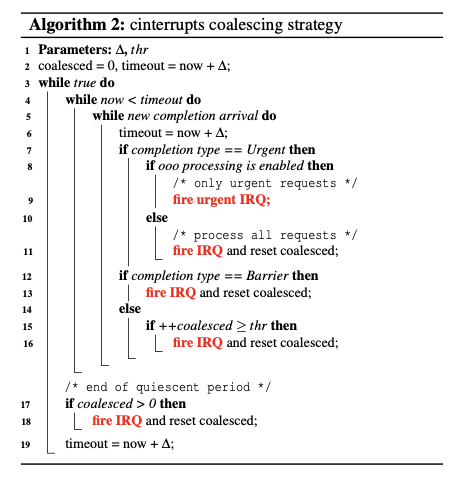 Algorithm 2: cinterrupts coalescing strategy
1 Parameters: Δ, thr
2 coalesced = 0, timeout = now + Δ;
3 while true do
4 while now < timeout do
5 while new completion arrival do
6 timeout = now + Δ;
7 if completion type == Urgent then
8 if ooo processing is enabled then
/* only urgent requests */
9 fire urgent IRQ;
10 else
/* process all requests */
11 fire IRQ and reset coalesced;
12 if completion type == Barrier then
13 fire IRQ and reset coalesced;
14 else
15 if ++coalesced ≥ thr then
16 fire IRQ and reset coalesced;
/* end of quiescent period */
17 if coalesced > 0 then
18 fire IRQ and reset coalesced;
19 timeout = now + Δ;